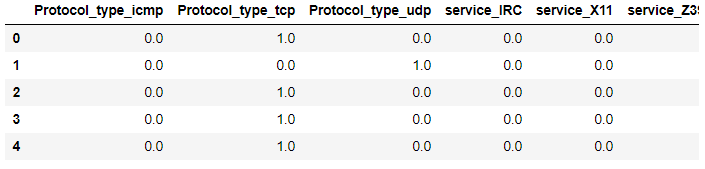 Protocol_type_icmp Protocol_type_tcp Protocol_type_udp service_IRC service_X11
0 0.0 1.0 0.0 0.0 0.0
1 0.0 0.0 1.0 0.0 0.0
2 0.0 1.0 0.0 0.0 0.0
3 0.0 1.0 0.0 0.0 0.0
4 0.0 1.0 0.0 0.0 0.0